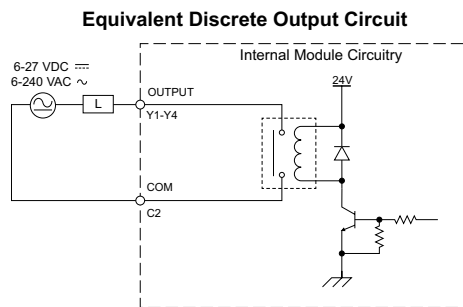 Equivalent Discrete Output Circuit
Internal Module Circuitry
6-27 VDC ⎓
6-240 VAC ∿
24V
L
OUTPUT
Y1-Y4
COM
C2